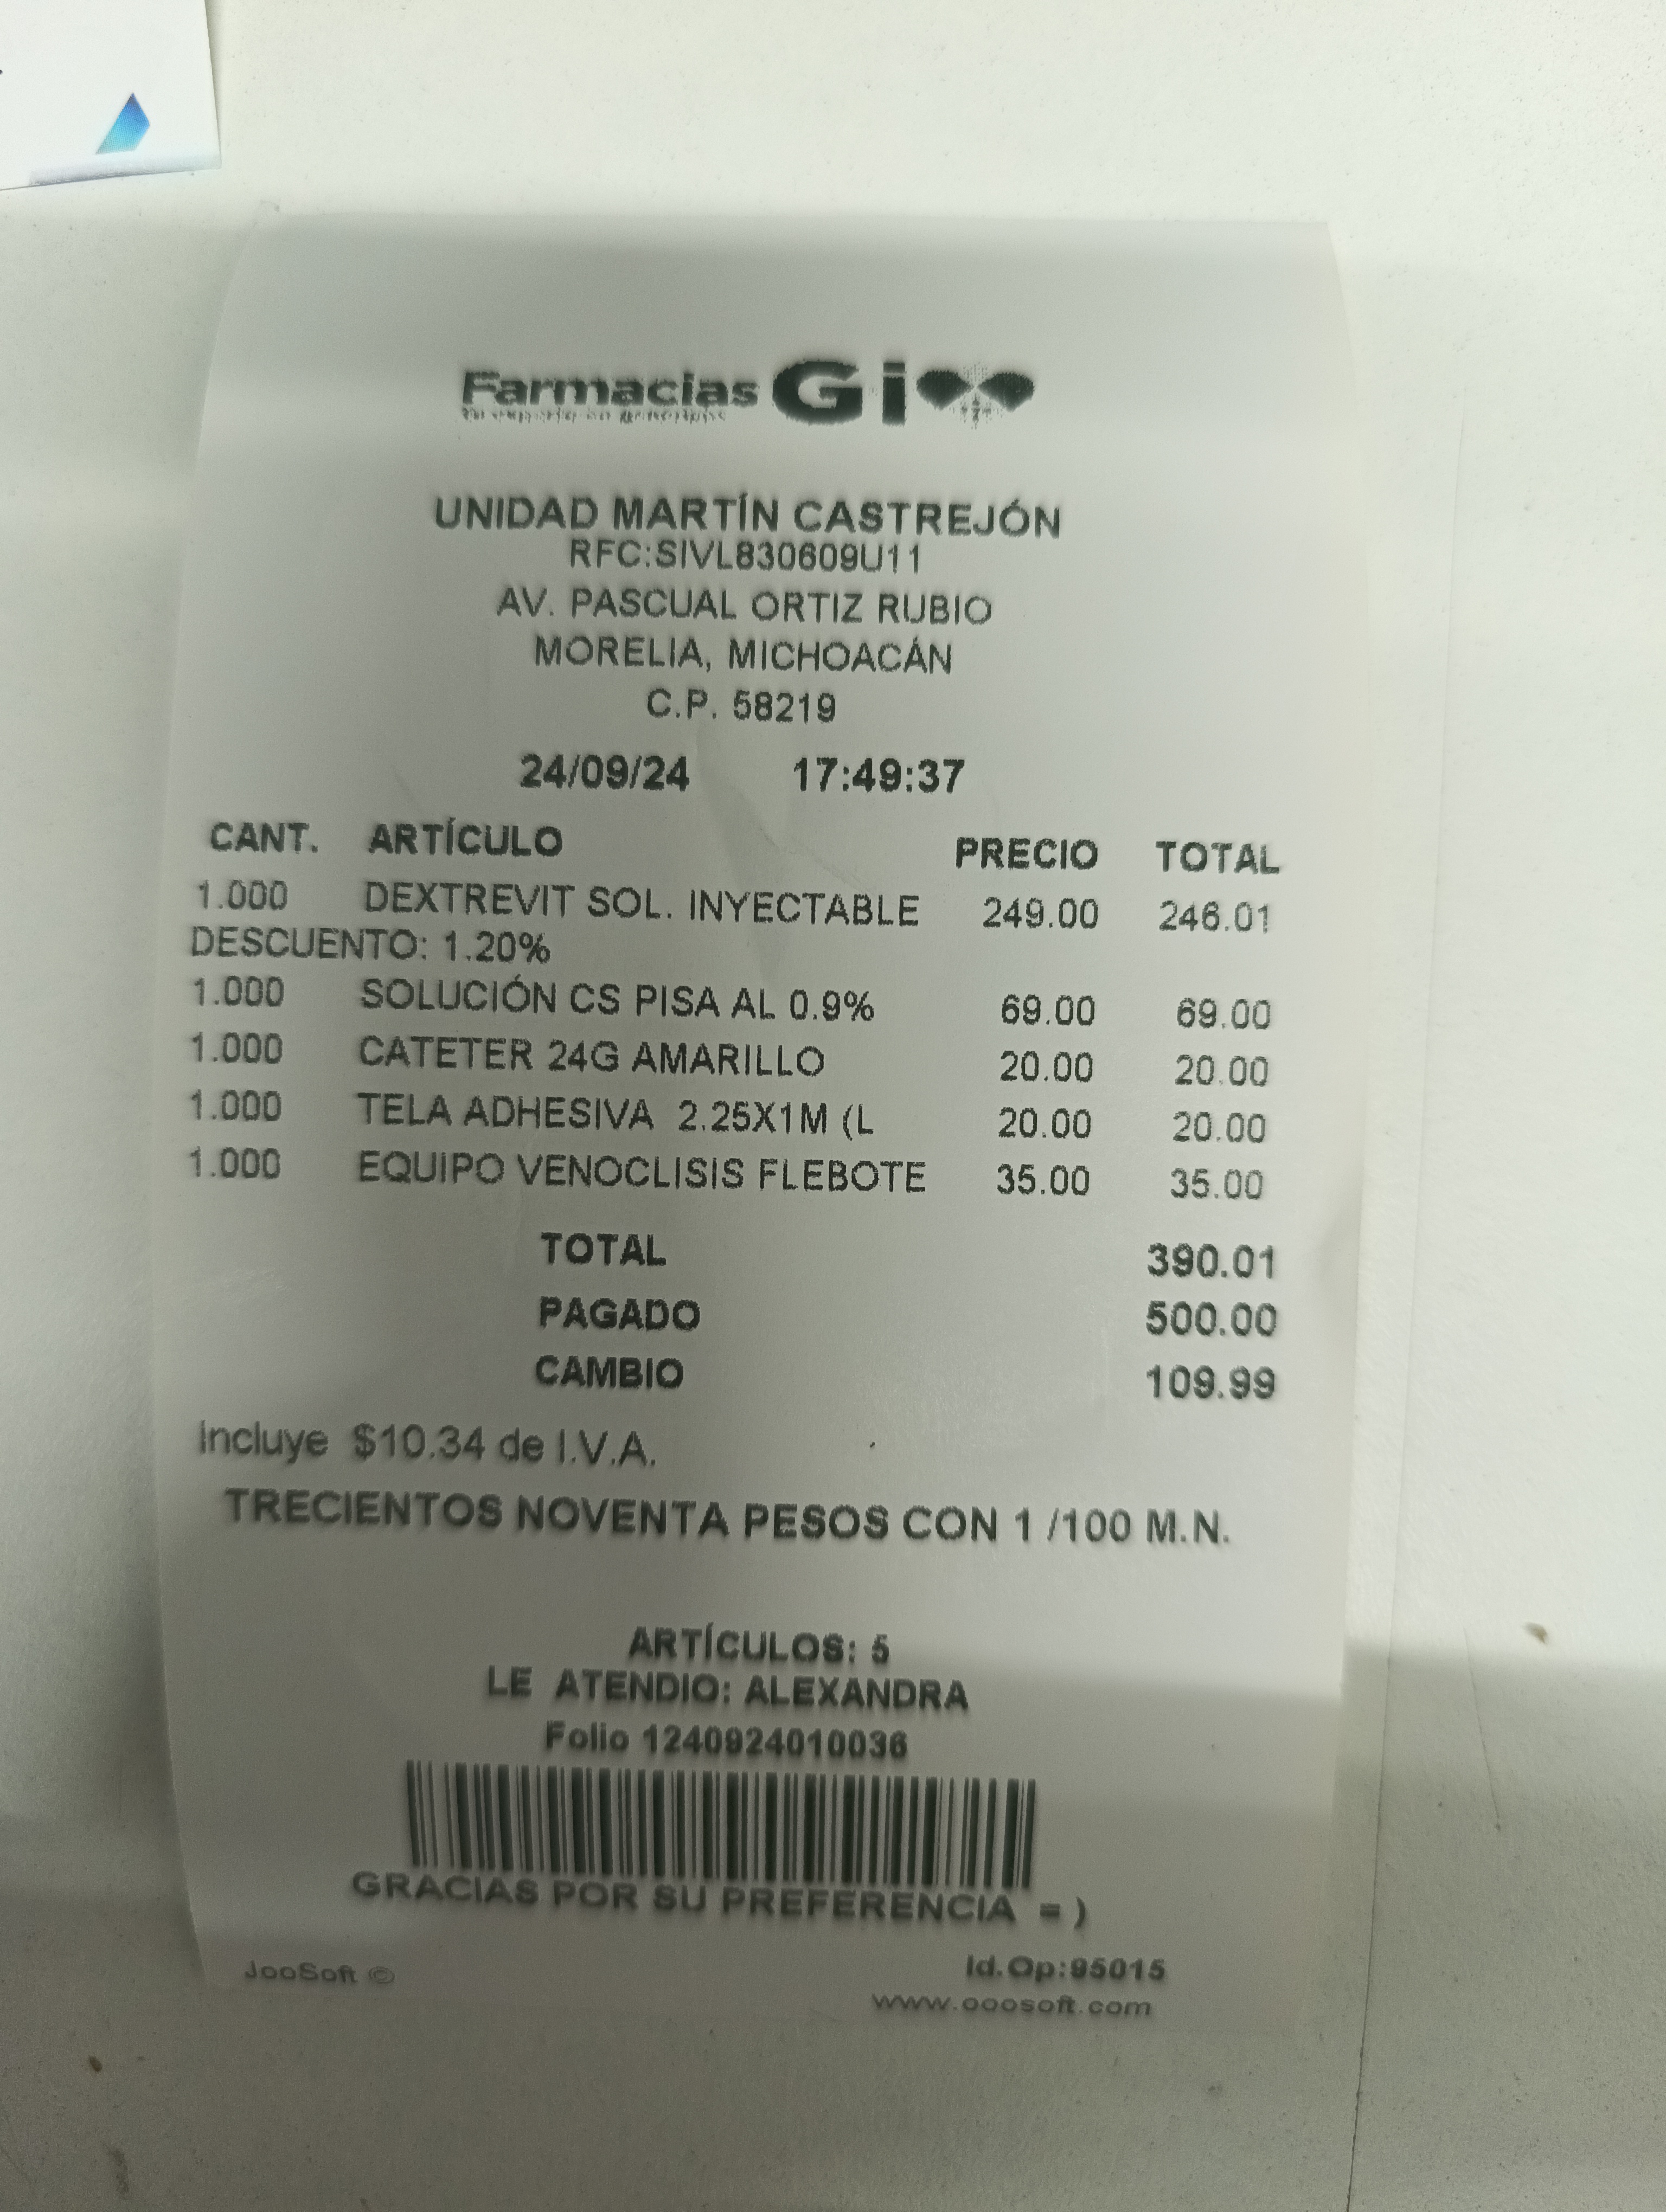 Farmacias Gi
UNIDAD MARTÍN CASTREJÓN
RFC:SIVL830609U11
AV. PASCUAL ORTIZ RUBIO
MORELIA, MICHOACÁN
C.P. 58219
24/09/24 17:49:37
CANT. ARTÍCULO PRECIO TOTAL
1.000 DEXTREVIT SOL. INYECTABLE 249.00 246.01
DESCUENTO: 1.20%
1.000 SOLUCIÓN CS PISA AL 0.9% 69.00 69.00
1.000 CATETER 24G AMARILLO 20.00 20.00
1.000 TELA ADHESIVA 2.25X1M (L 20.00 20.00
1.000 EQUIPO VENOCLISIS FLEBOTE 35.00 35.00
TOTAL 390.01
PAGADO 500.00
CAMBIO 109.99
Incluye $10.34 de I.V.A.
TRECIENTOS NOVENTA PESOS CON 1 /100 M.N.
ARTÍCULOS: 5
LE ATENDIO: ALEXANDRA
Folio 1240924010036
GRACIAS POR SU PREFERENCIA = )
JooSoft © Id.Op:95015
www.ooosoft.com